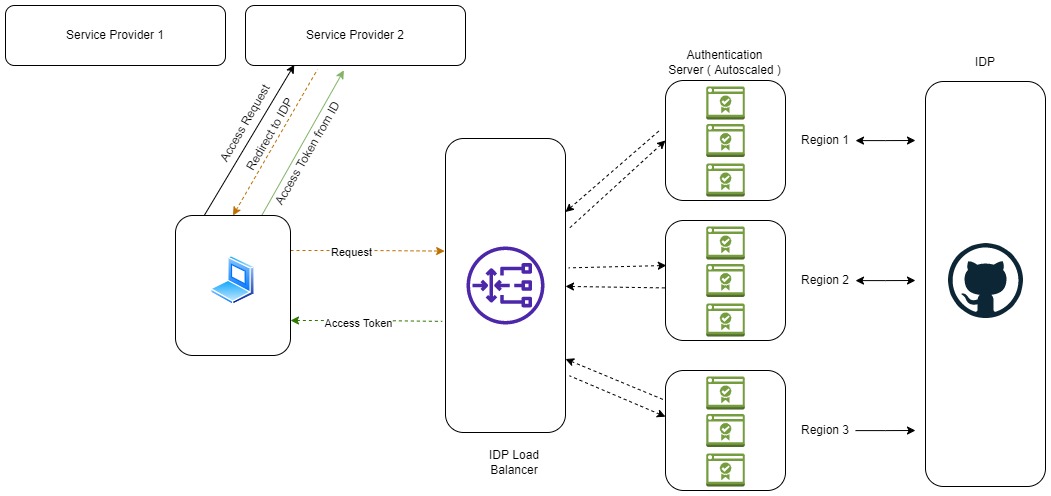 Service Provider 1
Service Provider 2
Access Request
Redirect to IDP
Access Token from ID
Request
Access Token
IDP Load
Balancer
Authentication
Server ( Autoscaled )
Region 1
Region 2
Region 3
IDP